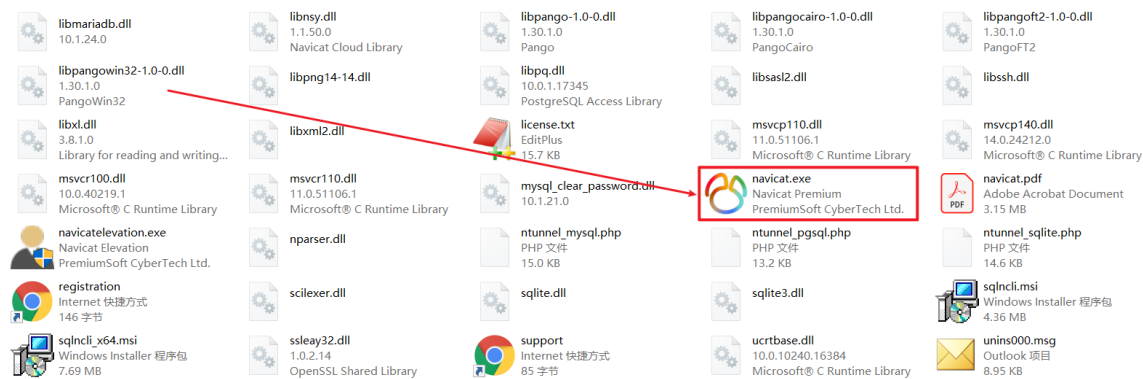 libmariadb.dll
10.1.24.0
libnsy.dll
1.1.50.0
Navicat Cloud Library
libpango-1.0-0.dll
1.30.1.0
Pango
libpangocairo-1.0-0.dll
1.30.1.0
PangoCairo
libpangoft2-1.0-0.dll
1.30.1.0
PangoFT2
libpangowin32-1.0-0.dll
1.30.1.0
PangoWin32
libpng14-14.dll
libpq.dll
10.0.1.17345
PostgreSQL Access Library
libsasl2.dll
libssh.dll
libxl.dll
3.8.1.0
Library for reading and writing...
libxml2.dll
license.txt
EditPlus
15.7 KB
msvcp110.dll
11.0.51106.1
Microsoft® C Runtime Library
msvcp140.dll
14.0.24212.0
Microsoft® C Runtime Library
msvcr100.dll
10.0.40219.1
Microsoft® C Runtime Library
msvcr110.dll
11.0.51106.1
Microsoft® C Runtime Library
mysql_clear_password.dll
10.1.21.0
navicat.exe
Navicat Premium
PremiumSoft CyberTech Ltd.
PDF
navicat.pdf
Adobe Acrobat Document
3.15 MB
navicatelevation.exe
Navicat Elevation
PremiumSoft CyberTech Ltd.
nparser.dll
ntunnel_mysql.php
PHP 文件
15.0 KB
ntunnel_pgsql.php
PHP 文件
13.2 KB
ntunnel_sqlite.php
PHP 文件
14.6 KB
registration
Internet 快捷方式
146 字节
scilexer.dll
sqlite.dll
sqlite3.dll
sqlncli.msi
Windows Installer 程序包
4.36 MB
sqlncli_x64.msi
Windows Installer 程序包
7.69 MB
ssleay32.dll
1.0.2.14
OpenSSL Shared Library
support
Internet 快捷方式
85 字节
ucrtbase.dll
10.0.10240.16384
Microsoft® C Runtime Library
unins000.msg
Outlook 项目
8.95 KB